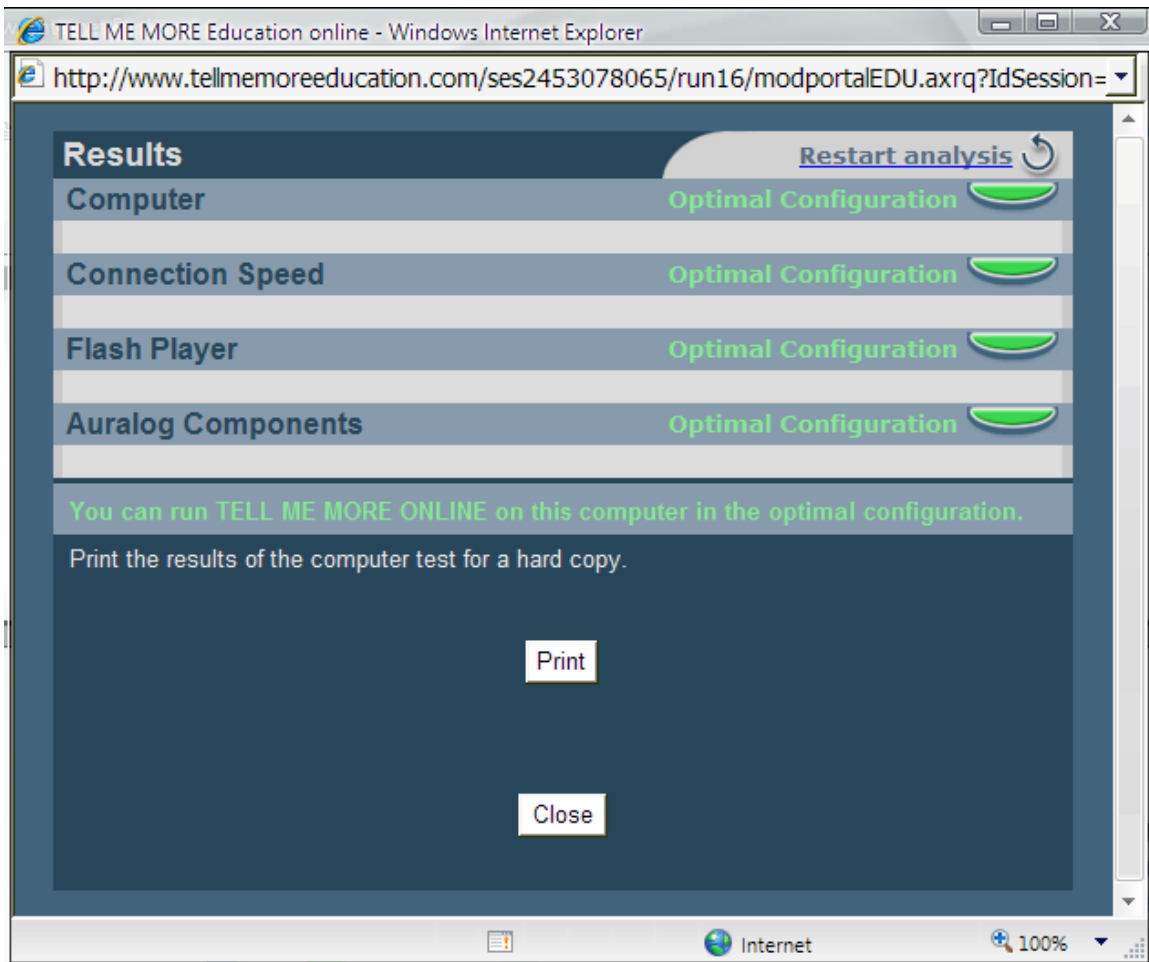 TELL ME MORE Education online - Windows Internet Explorer
http://www.tellmemoreeducation.com/ses2453078065/run16/modportalEDU.axrq?IdSession=
Results Restart analysis
Computer Optimal Configuration
Connection Speed Optimal Configuration
Flash Player Optimal Configuration
Auralog Components Optimal Configuration
You can run TELL ME MORE ONLINE on this computer in the optimal configuration.
Print the results of the computer test for a hard copy.
Print
Close
Internet 100%